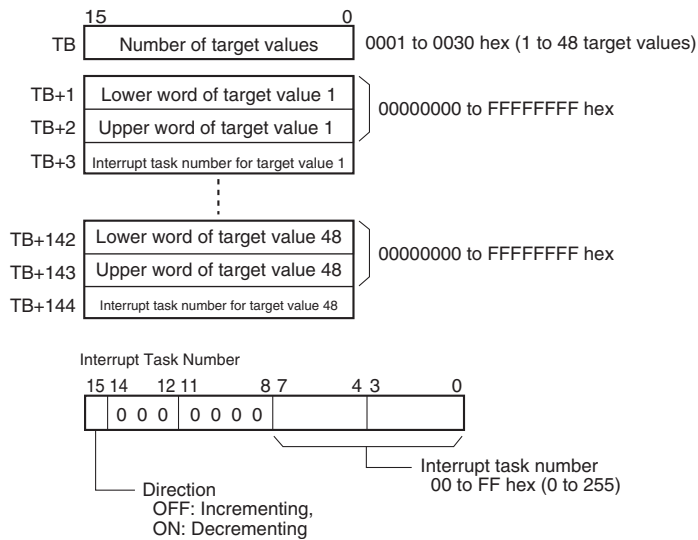 15 0
TB Number of target values 0001 to 0030 hex (1 to 48 target values)
TB+1 Lower word of target value 1
00000000 to FFFFFFFF hex
TB+2 Upper word of target value 1
TB+3 Interrupt task number for target value 1
TB+142 Lower word of target value 48
00000000 to FFFFFFFF hex
TB+143 Upper word of target value 48
TB+144 Interrupt task number for target value 48
Interrupt Task Number
15 14 12 11 8 7 4 3 0
0 0 0 0 0 0 0
Interrupt task number
00 to FF hex (0 to 255)
Direction
OFF: Incrementing,
ON: Decrementing